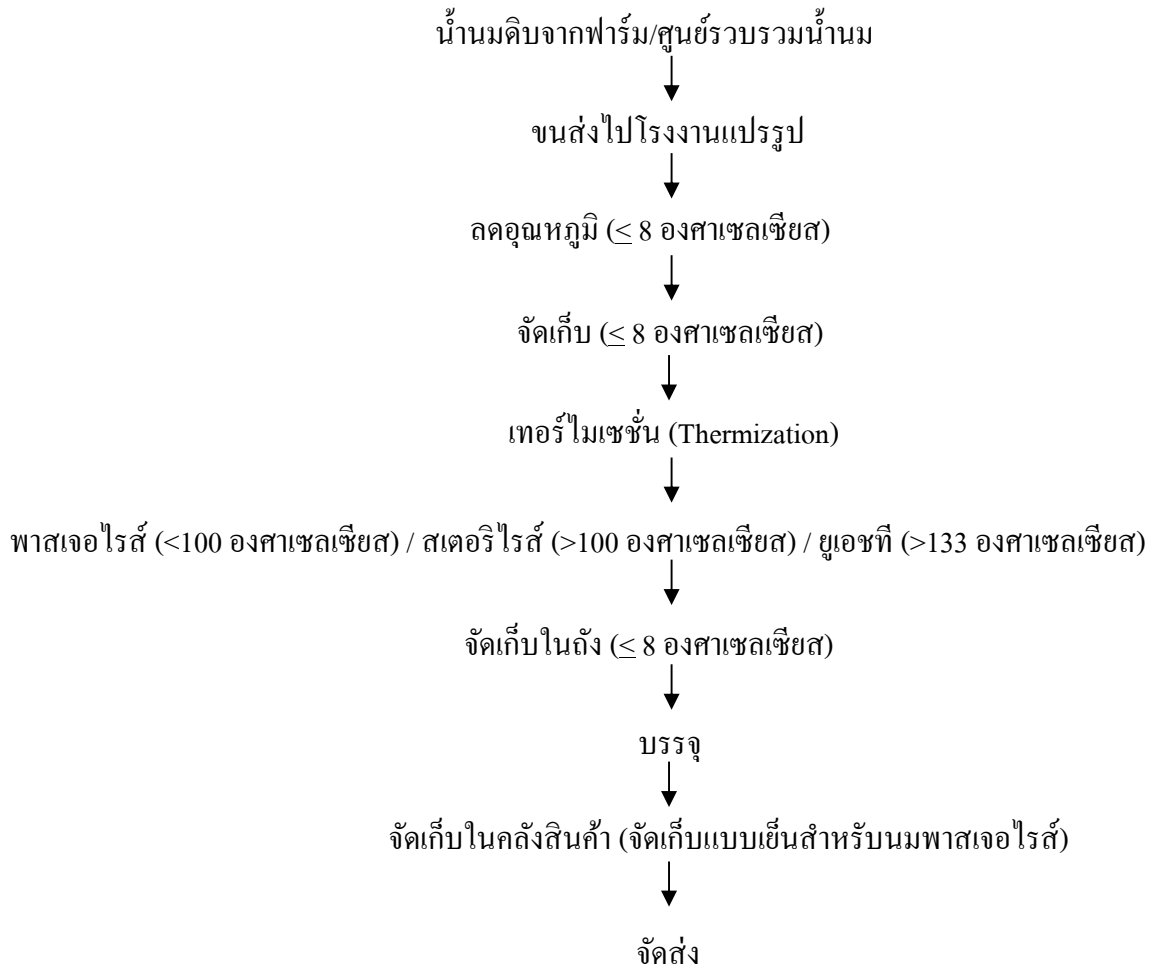 น้ำนมดิบจากฟาร์ม/ศูนย์รวบรวมน้ำนม
ขนส่งไปโรงงานแปรรูป
ลดอุณหภูมิ (≤ 8 องศาเซลเซียส)
จัดเก็บ (≤ 8 องศาเซลเซียส)
เทอร์ไมเซชั่น (Thermization)
พาสเจอไรส์ (<100 องศาเซลเซียส) / สเตอริไรส์ (>100 องศาเซลเซียส) / ยูเอชที (>133 องศาเซลเซียส)
จัดเก็บในถัง (≤ 8 องศาเซลเซียส)
บรรจุ
จัดเก็บในคลังสินค้า (จัดเก็บแบบเย็นสำหรับนมพาสเจอไรส์)
จัดส่ง